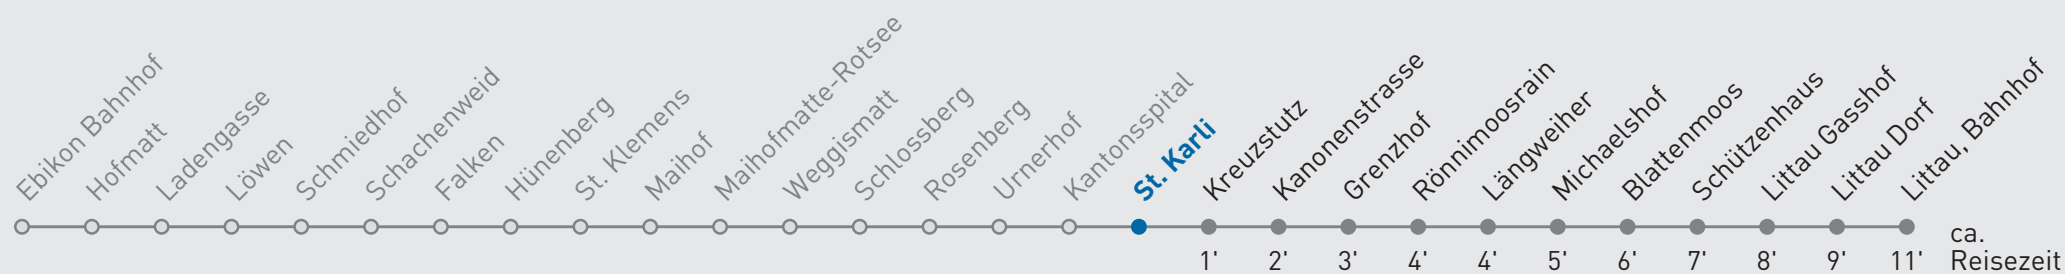 Ebikon Bahnhof
Hofmatt
Ladengasse
Löwen
Schmiedhof
Schachenweid
Falken
Hünenberg
St. Klemens
Maihof
Maihofmatte-Rotsee
Weggismatt
Schlossberg
Rosenberg
Urnerhof
Kantonsspital
St. Karli
Kreuzstutz
Kanonenstrasse
Grenzhof
Rönnimoosrain
Längweiher
Michaelshof
Blattenmoos
Schützenhaus
Littau Gasshof
Littau Dorf
Littau, Bahnhof
1' 2' 3' 4' 4' 5' 6' 7' 8' 9' 11'
ca.
Reisezeit